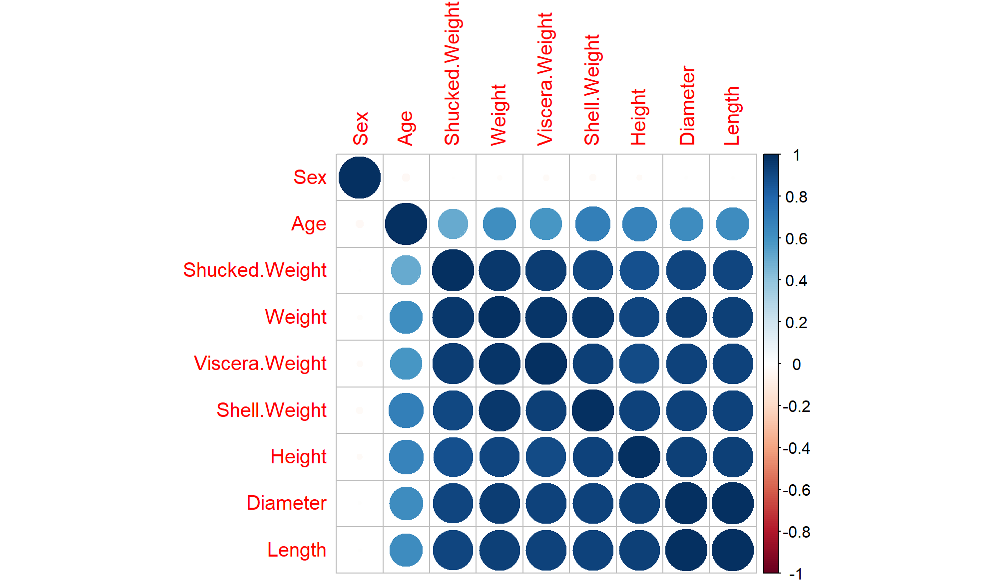 Sex
Age
Shucked.Weight
Weight
Viscera.Weight
Shell.Weight
Height
Diameter
Length
Sex
Age
Shucked.Weight
Weight
Viscera.Weight
Shell.Weight
Height
Diameter
Length
1
0.8
0.6
0.4
0.2
0
-0.2
-0.4
-0.6
-0.8
-1